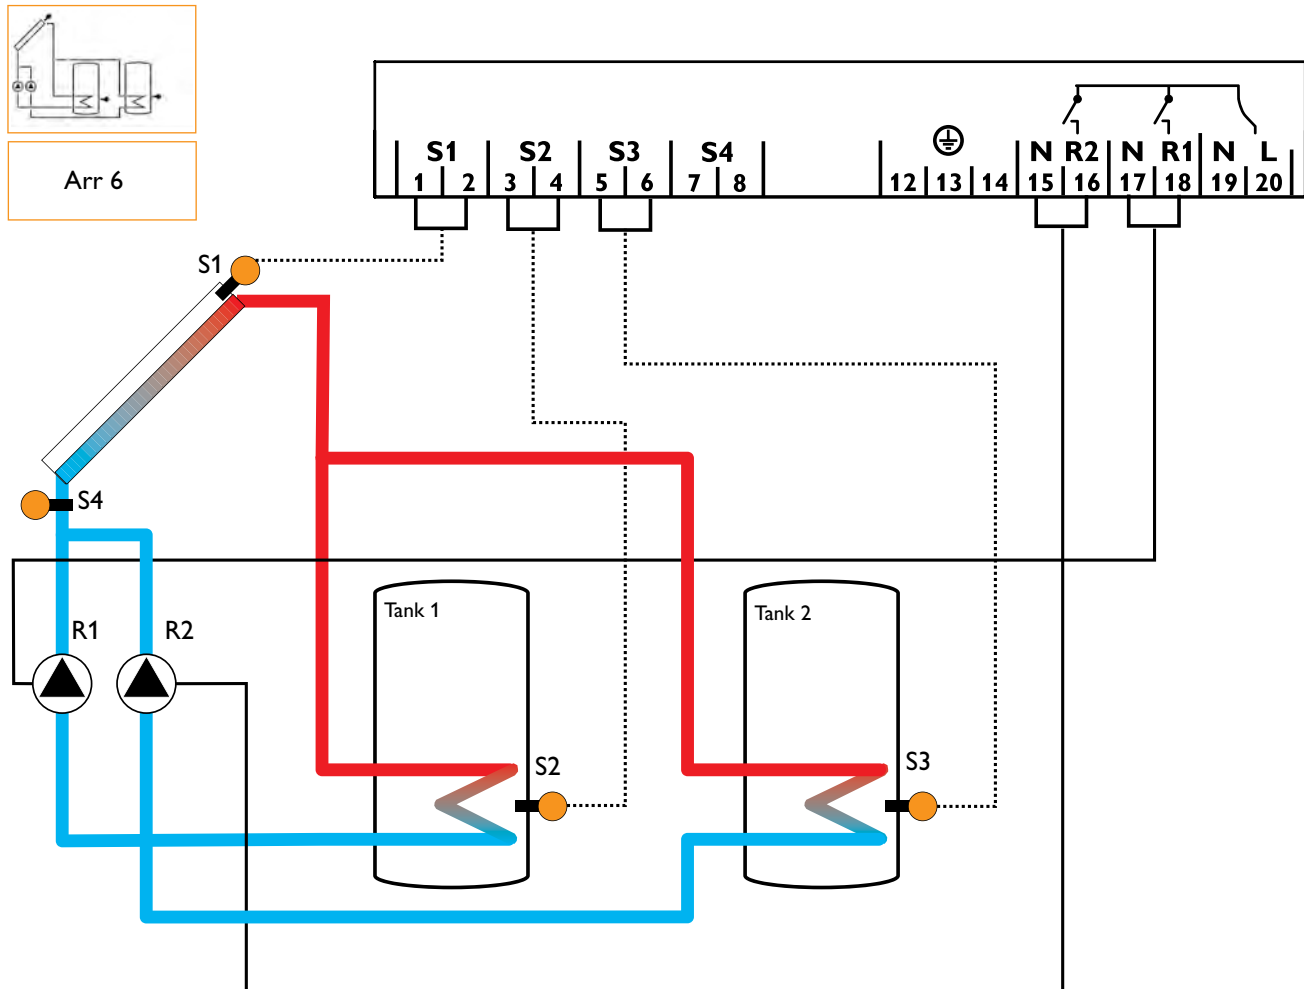 Arr 6
S1 S2 S3 S4 N R2 N R1 N L
1 2 3 4 5 6 7 8 12 13 14 15 16 17 18 19 20
S1
S4
Tank 1
Tank 2
R1 R2
S2
S3